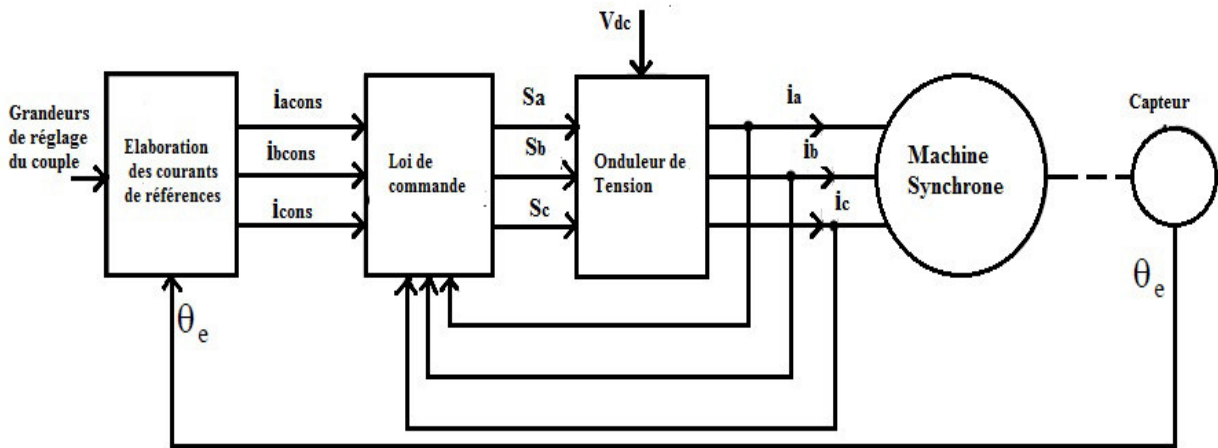 Vdc
Grandeurs
de réglage
du couple
Elaboration
des courants
de références
iacons
ibcons
icons
Loi de
commande
Sa
Sb
Sc
Onduleur de
Tension
ia
ib
ic
Machine
Synchrone
Capteur
θe
θe